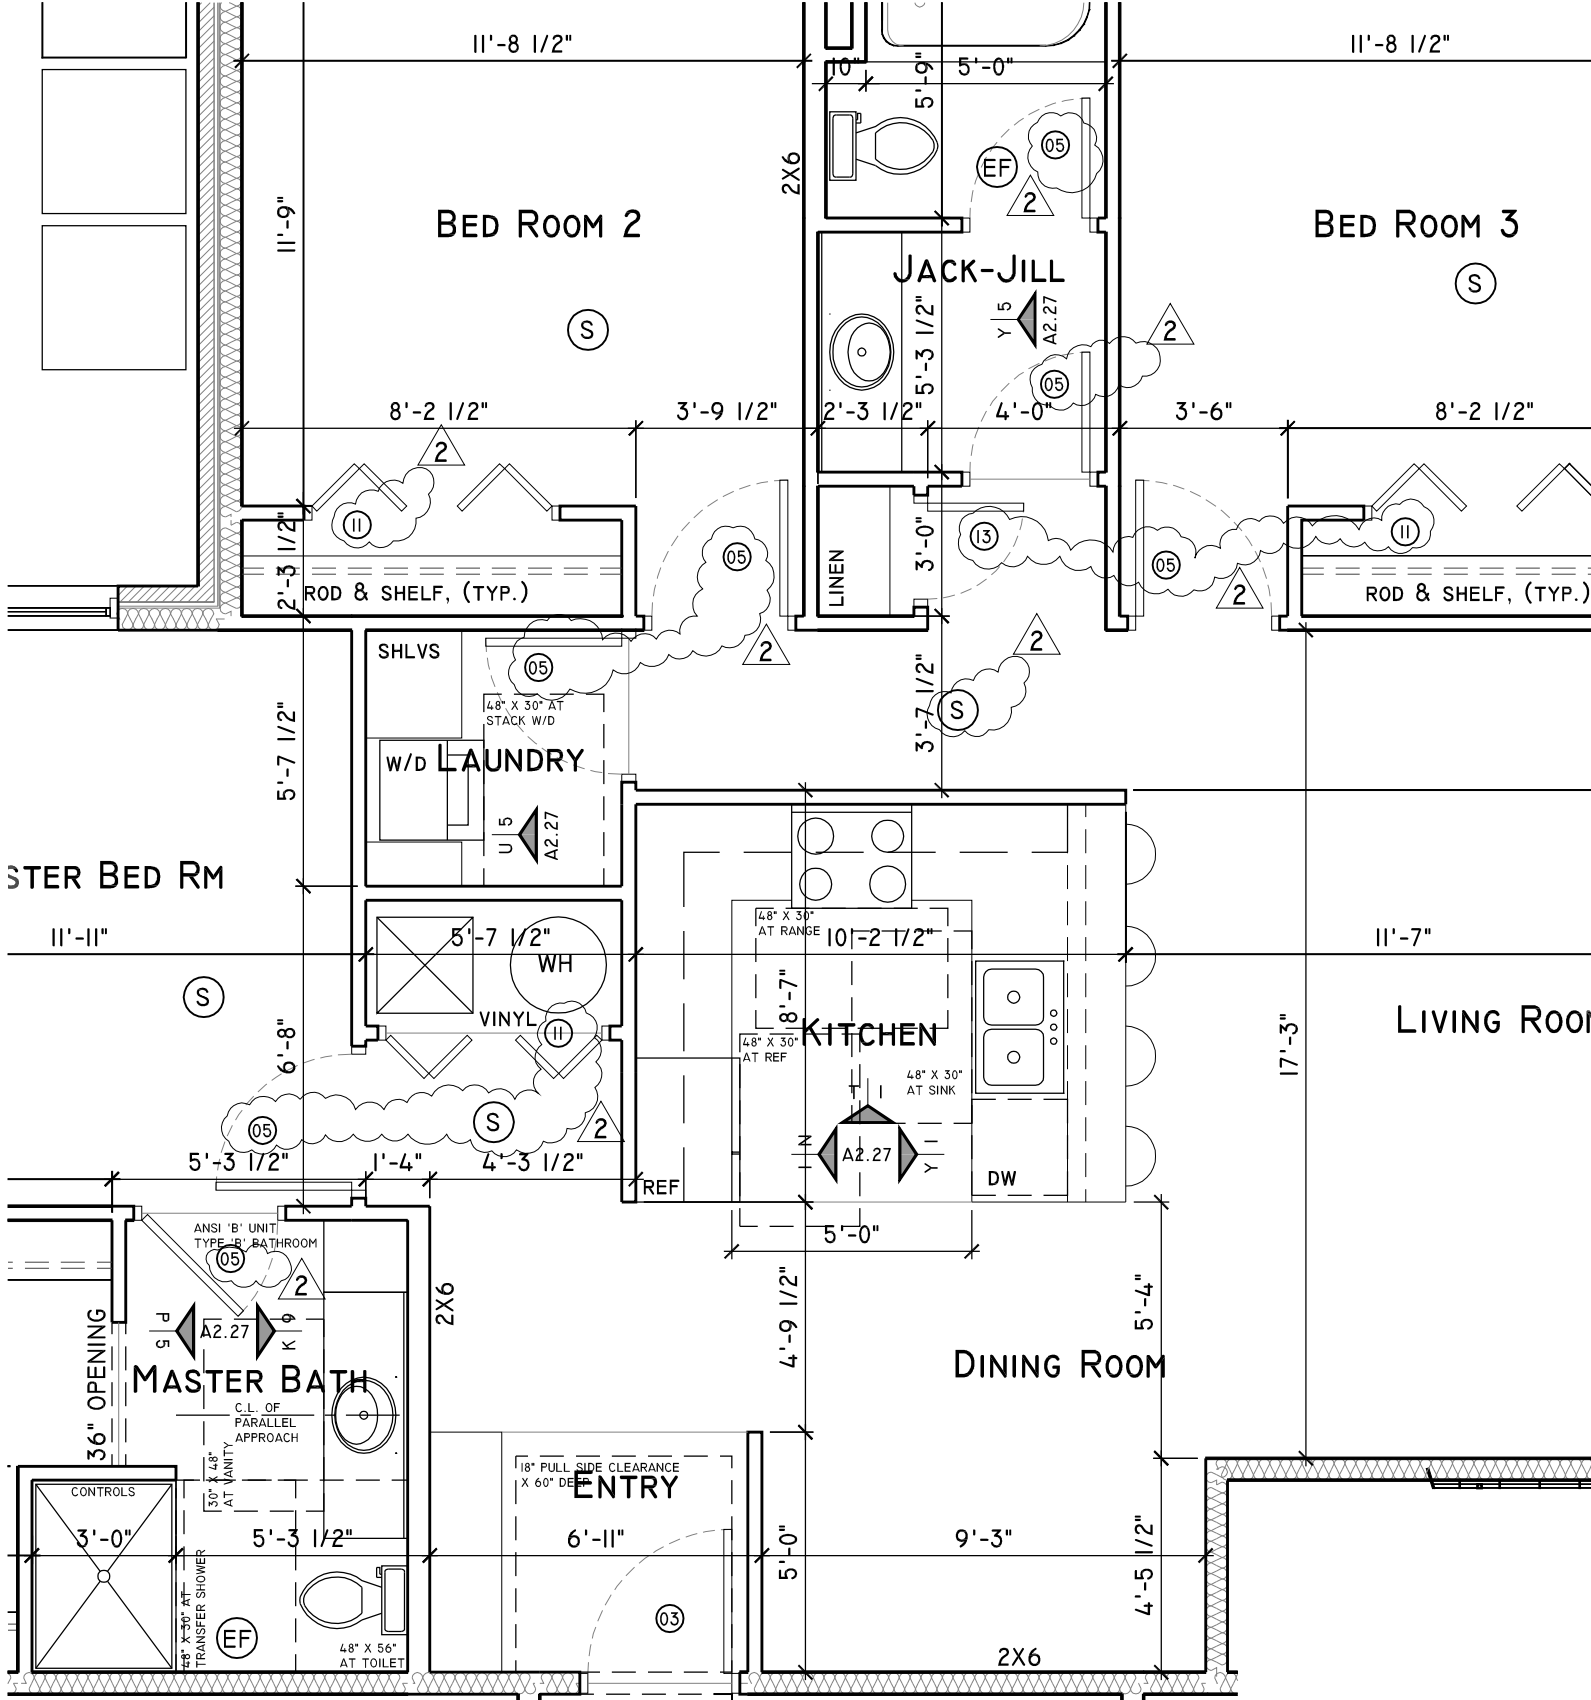 11'-8 1/2"
11'-8 1/2"
10"
5'-0"
5'-9"
05
EF
2
2X6
11'-9"
BED ROOM 2
BED ROOM 3
JACK-JILL
S
S
5
Y
A2.27
2
5'-3 1/2"
05
8'-2 1/2"
3'-9 1/2"
2'-3 1/2"
4'-0"
3'-6"
8'-2 1/2"
2
11
13
11
05
05
2'-3 1/2"
3'-0"
LINEN
ROD & SHELF, (TYP.)
ROD & SHELF, (TYP.)
2
2
2
SHLVS
05
48" X 30" AT
STACK W/D
S
3'-7 1/2"
5'-7 1/2"
W/D
LAUNDRY
U 5
A2.27
STER BED RM
48" X 30"
AT RANGE
11'-11"
5'-7 1/2"
10'-2 1/2"
11'-7"
WH
S
8'-7"
VINYL
11
KITCHEN
LIVING ROOM
6'-8"
48" X 30"
AT REF
17'-3"
48" X 30"
AT SINK
T 1
05
S
2
1 N
A2.27
Y 1
5'-3 1/2"
1'-4"
4'-3 1/2"
REF
DW
ANSI 'B' UNIT
TYPE 'B' BATHROOM
05
2
5'-0"
2X6
4'-9 1/2"
5'-4"
P 5
A2.27
K 9
36" OPENING
MASTER BATH
DINING ROOM
C.L. OF
PARALLEL
APPROACH
30" X 48"
AT VANITY
18" PULL SIDE CLEARANCE
X 60" DEEP
ENTRY
CONTROLS
3'-0"
5'-3 1/2"
6'-11"
5'-0"
9'-3"
4'-5 1/2"
48" X 30" AT
TRANSFER SHOWER
03
EF
48" X 56"
AT TOILET
2X6